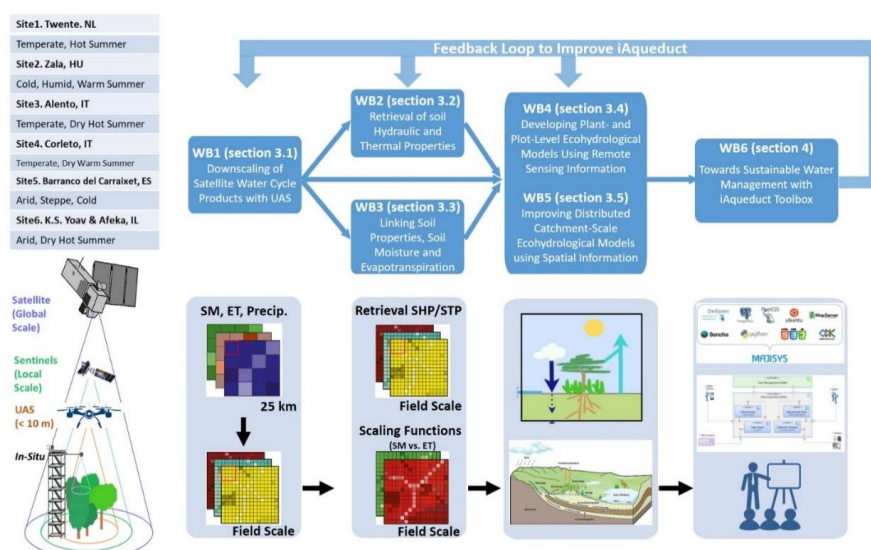 Site1. Twente. NL
Temperate, Hot Summer
Site2. Zala, HU
Cold, Humid, Warm Summer
Site3. Alento, IT
Temperate, Dry Hot Summer
Site4. Corleto, IT
Temperate, Dry Warm Summer
Site5. Barranco del Carraixet, ES
Arid, Steppe, Cold
Site6. K.S. Yoav & Afeka, IL
Arid, Dry Hot Summer
Feedback Loop to Improve iAqueduct
WB1 (section 3.1)
Downscaling of
Satellite Water Cycle
Products with UAS
WB2 (section 3.2)
Retrieval of soil
Hydraulic and
Thermal Properties
WB3 (section 3.3)
Linking Soil
Properties, Soil
Moisture and
Evapotranspiration
WB4 (section 3.4)
Developing Plant- and
Plot-Level Ecohydrological
Models Using Remote
Sensing Information
WB5 (section 3.5)
Improving Distributed
Catchment-Scale
Ecohydrological Models
using Spatial Information
WB6 (section 4)
Towards Sustainable Water
Management with
iAqueduct Toolbox
Satellite
(Global
Scale)
Sentinels
(Local
Scale)
UAS
(< 10 m)
In-Situ
SM, ET, Precip.
25 km
Field Scale
Retrieval SHP/STP
Field Scale
Scaling Functions
(SM vs. ET)
Field Scale
Deltares
PostGIS
ubuntu
MapServer
Sencha
python
MAJISYS